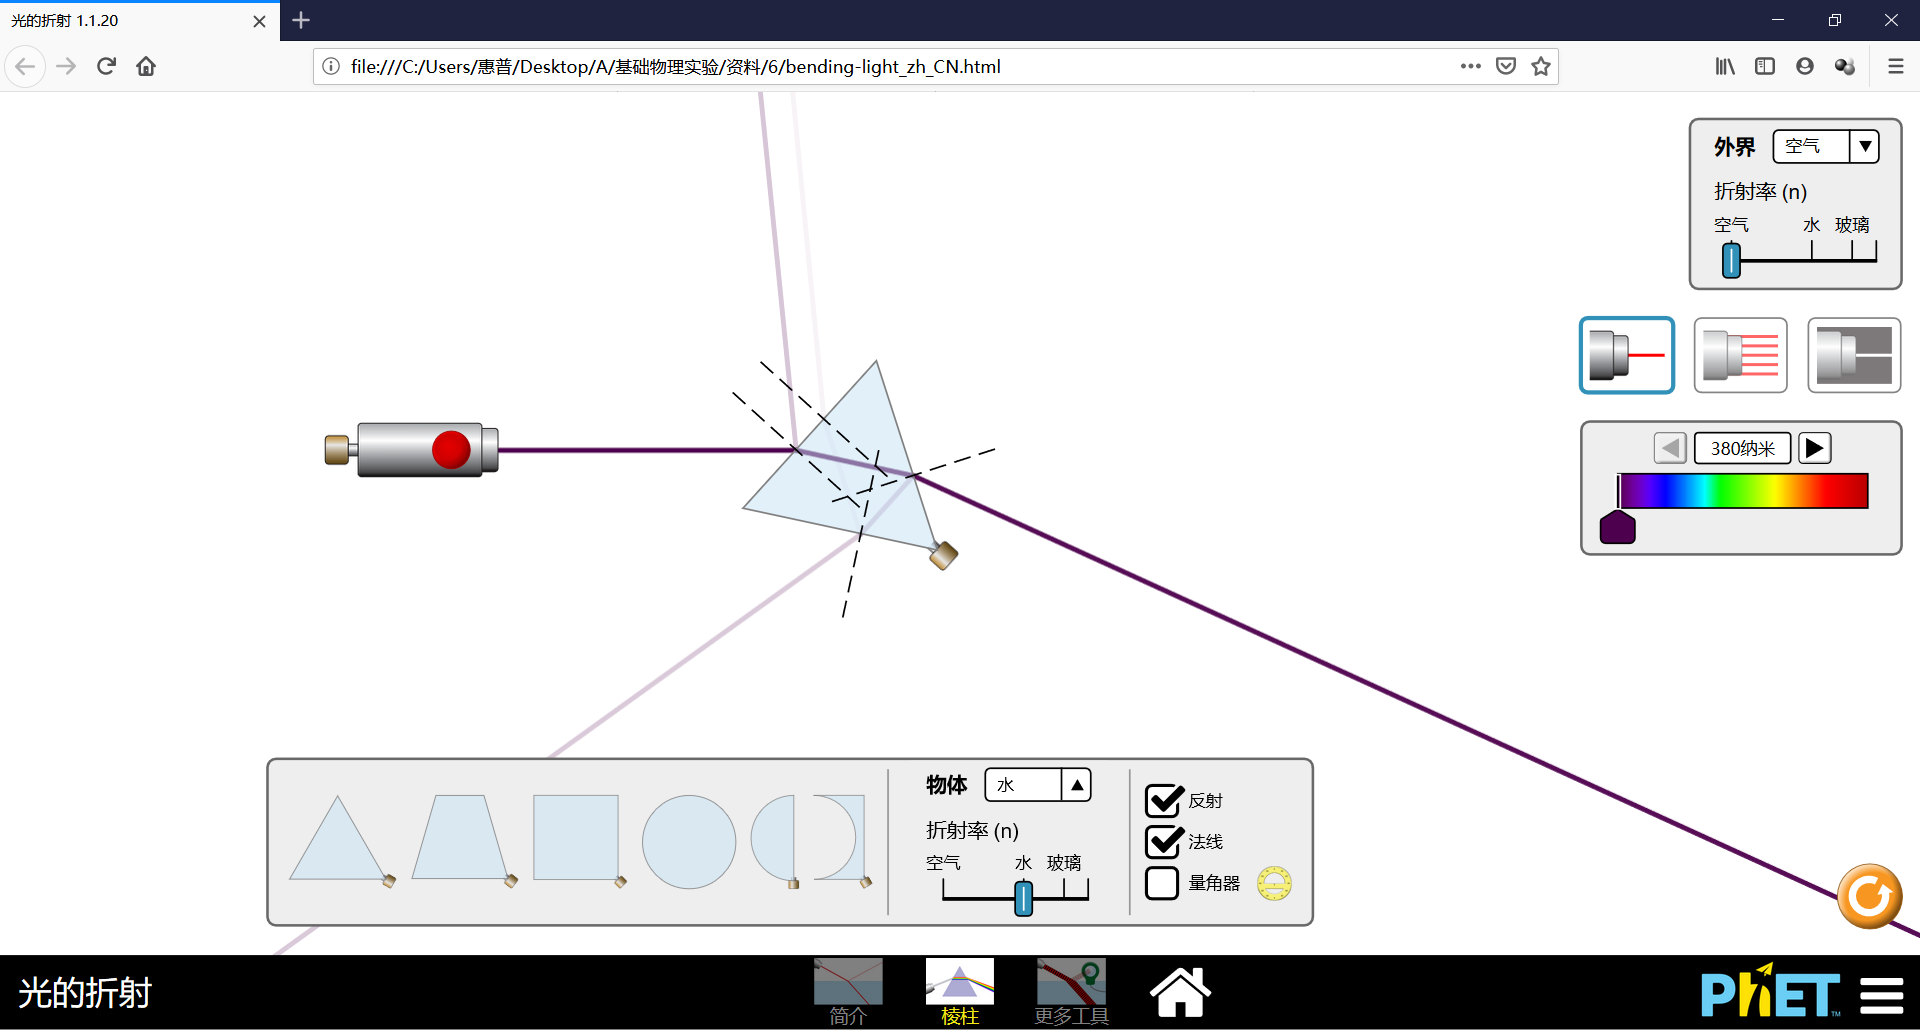 光的折射 1.1.20
file:///C:/Users/惠普/Desktop/A/基础物理实验/资料/6/bending-light_zh_CN.html
外界 空气
折射率 (n)
空气 水 玻璃
380纳米
物体 水
折射率 (n)
空气 水 玻璃
反射
法线
量角器
光的折射
简介
棱柱
更多工具
PhET™